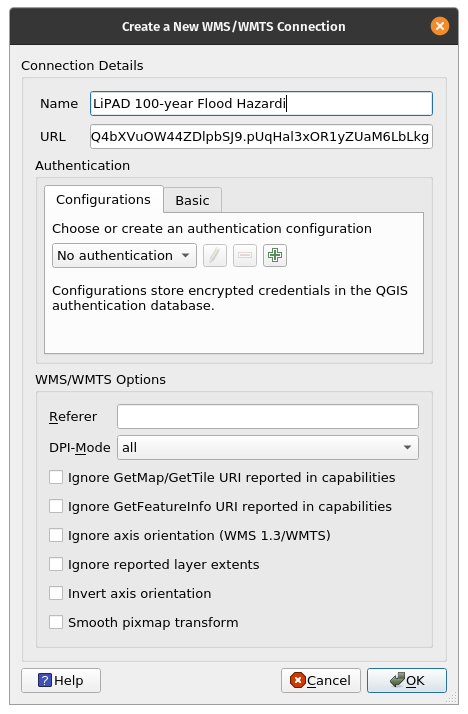 Create a New WMS/WMTS Connection
Connection Details
Name LiPAD 100-year Flood Hazardi
URL Q4bXVuOW44ZDlpbSJ9.pUqHal3xOR1yZUaM6LbLkg
Authentication
Configurations Basic
Choose or create an authentication configuration
No authentication
Configurations store encrypted credentials in the QGIS
authentication database.
WMS/WMTS Options
Referer
DPI-Mode all
Ignore GetMap/GetTile URI reported in capabilities
Ignore GetFeatureInfo URI reported in capabilities
Ignore axis orientation (WMS 1.3/WMTS)
Ignore reported layer extents
Invert axis orientation
Smooth pixmap transform
Help Cancel OK